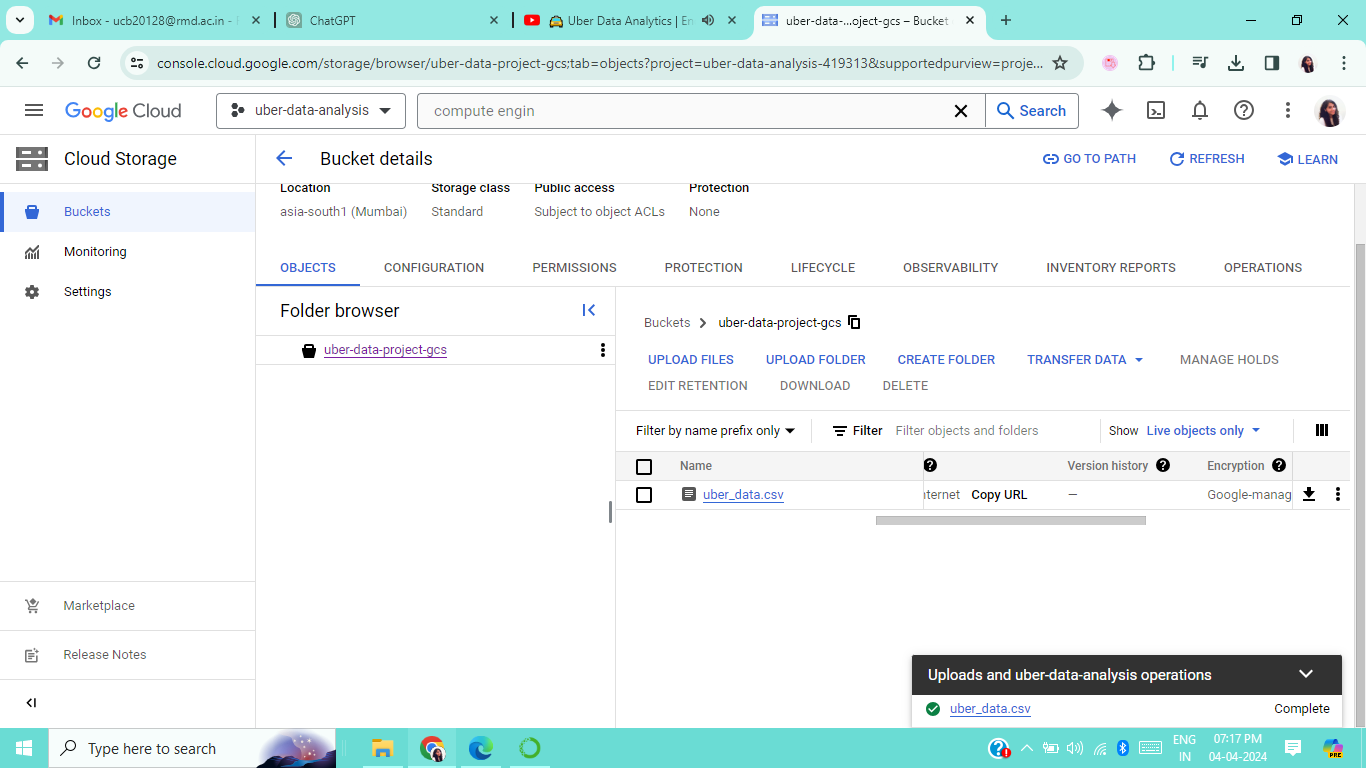 Inbox - ucb20128@rmd.ac.in -
ChatGPT
Uber Data Analytics | En
uber-data-...oject-gcs – Bucket
console.cloud.google.com/storage/browser/uber-data-project-gcs;tab=objects?project=uber-data-analysis-419313&supportedpurview=proje...
Google Cloud
uber-data-analysis
compute engin
Search
Cloud Storage
Bucket details
GO TO PATH
REFRESH
LEARN
Buckets
Monitoring
Settings
Marketplace
Release Notes
Location
Storage class
Public access
Protection
asia-south1 (Mumbai)
Standard
Subject to object ACLs
None
OBJECTS
CONFIGURATION
PERMISSIONS
PROTECTION
LIFECYCLE
OBSERVABILITY
INVENTORY REPORTS
OPERATIONS
Folder browser
uber-data-project-gcs
Buckets
uber-data-project-gcs
UPLOAD FILES
UPLOAD FOLDER
CREATE FOLDER
TRANSFER DATA
MANAGE HOLDS
EDIT RETENTION
DOWNLOAD
DELETE
Filter by name prefix only
Filter
Filter objects and folders
Show
Live objects only
Name
Version history
Encryption
uber_data.csv
nternet
Copy URL
—
Google-manag
Uploads and uber-data-analysis operations
uber_data.csv
Complete
Type here to search
ENG
IN
07:17 PM
04-04-2024
PRE